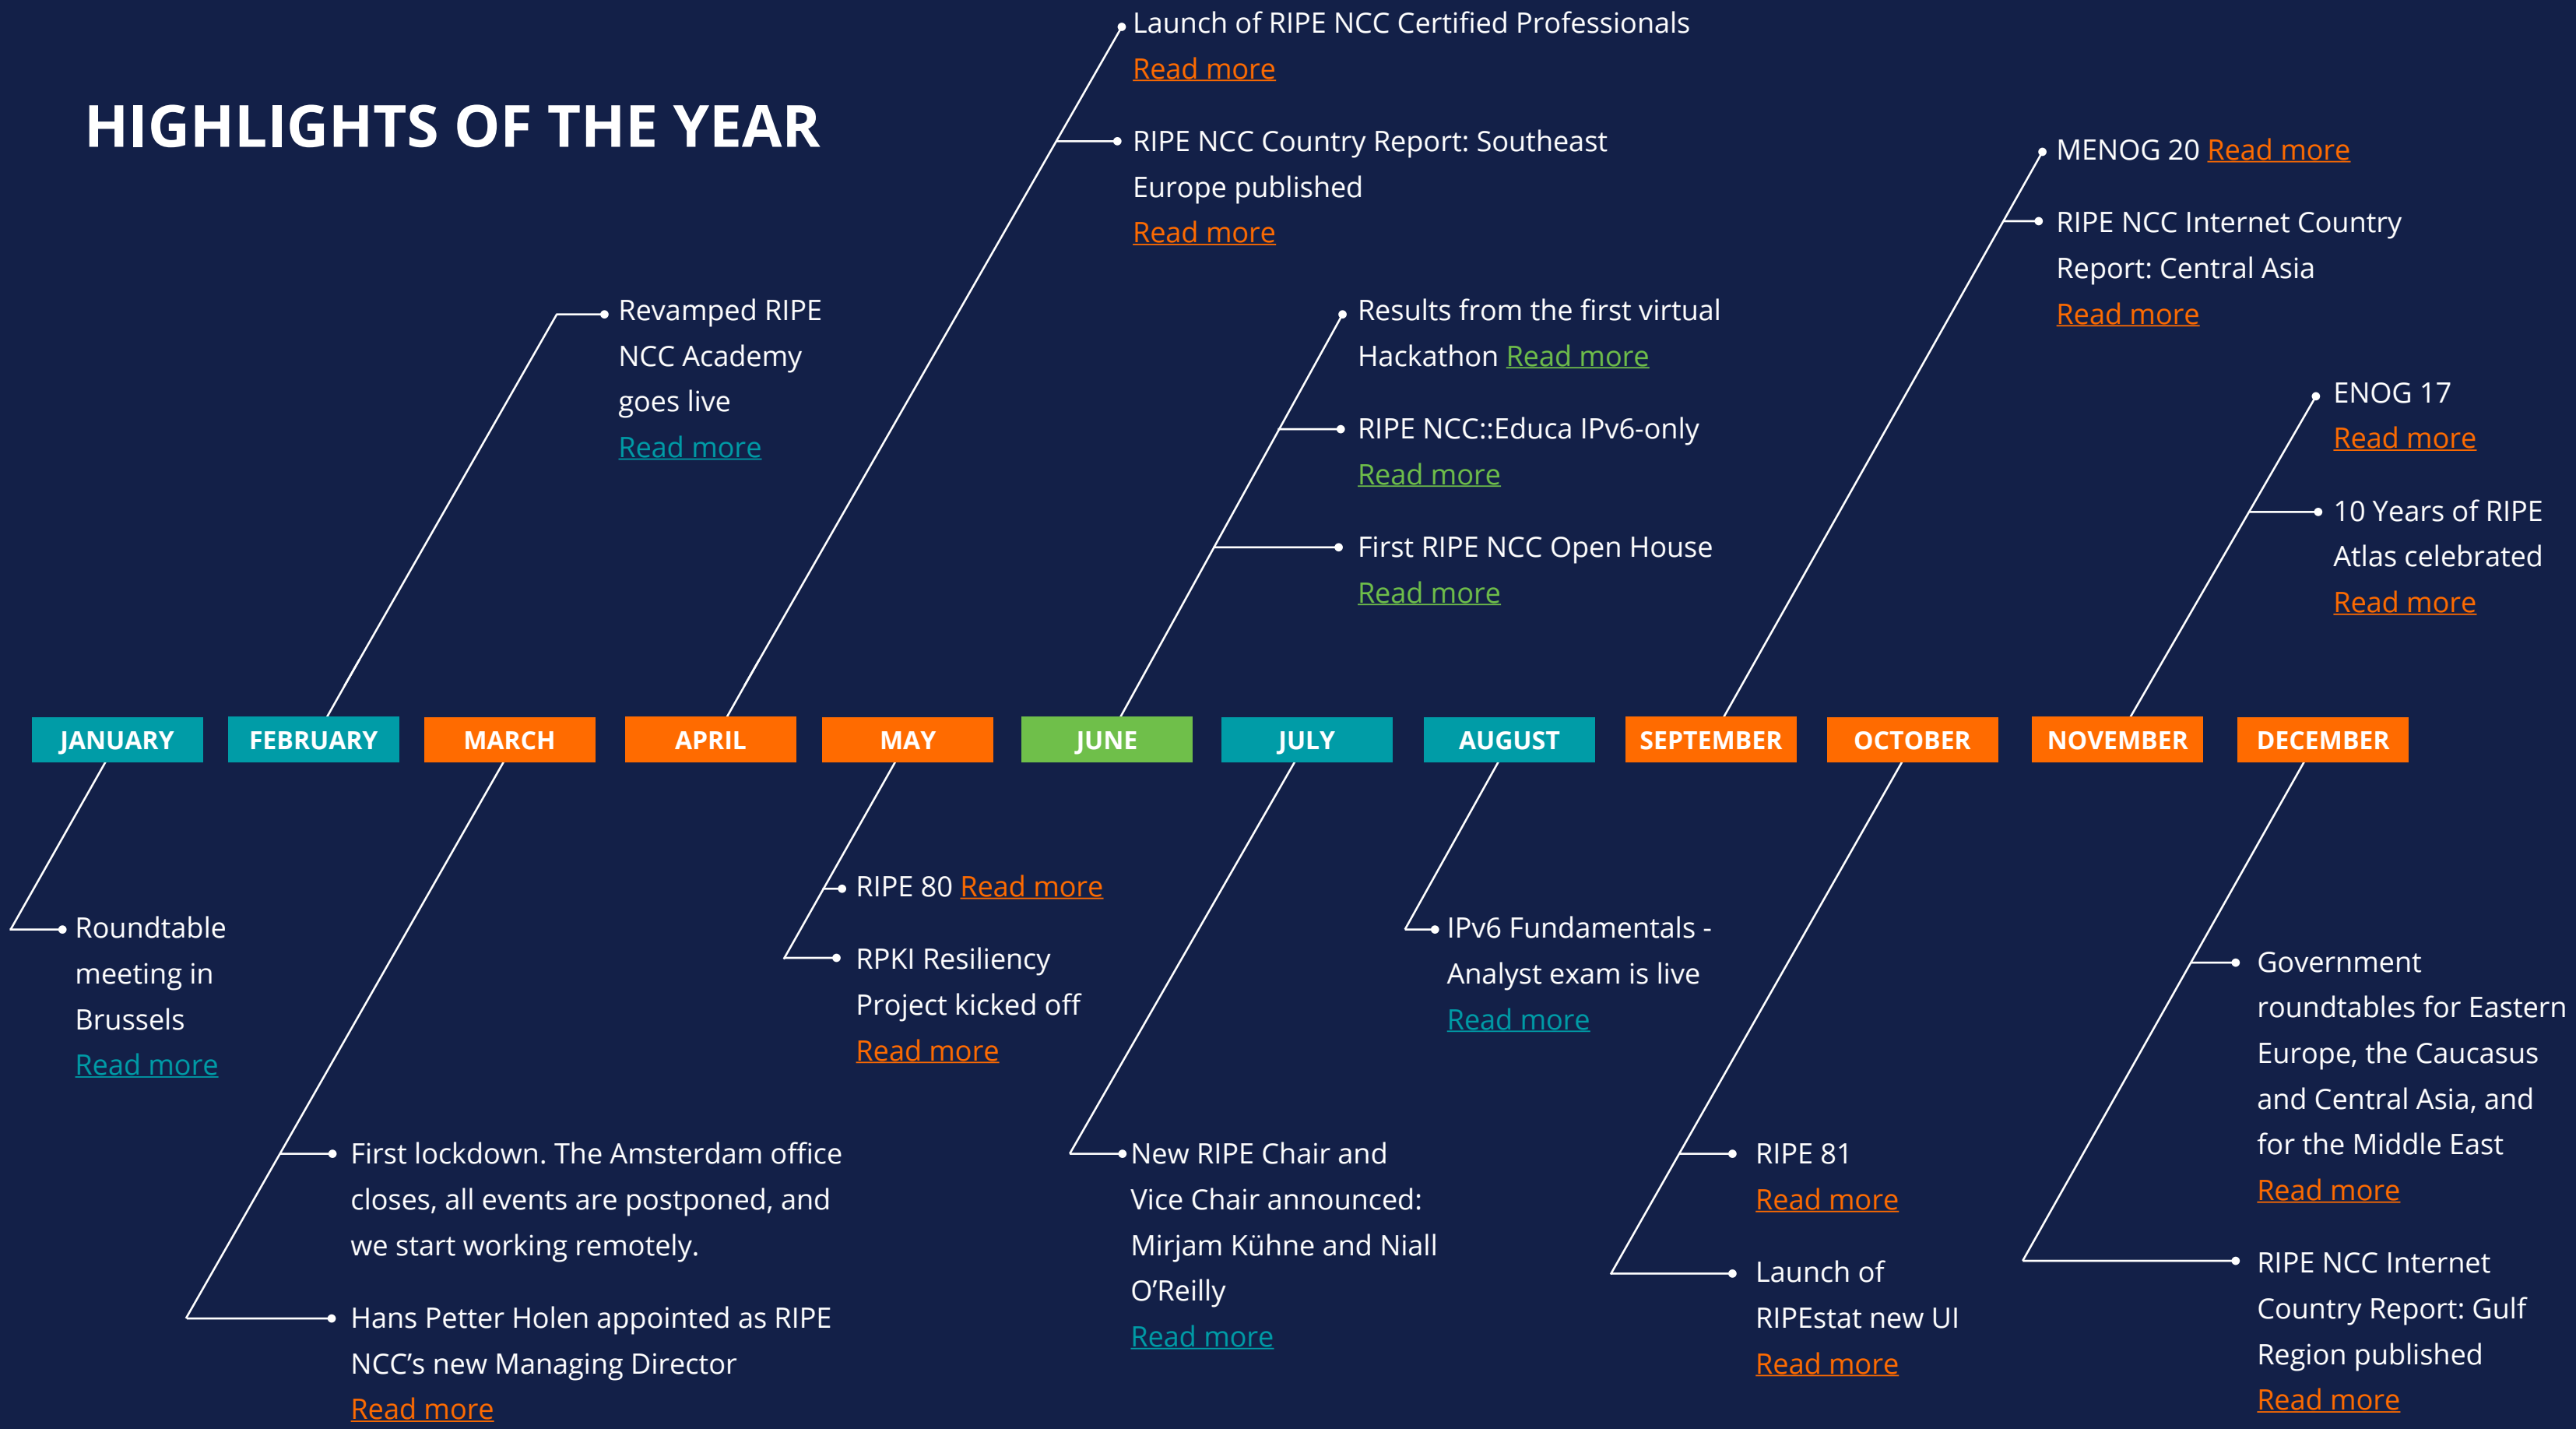 HIGHLIGHTS OF THE YEAR
Launch of RIPE NCC Certified Professionals
Read more
RIPE NCC Country Report: Southeast
Europe published
Read more
MENOG 20 Read more
RIPE NCC Internet Country
Report: Central Asia
Read more
Revamped RIPE
NCC Academy
goes live
Read more
Results from the first virtual
Hackathon Read more
RIPE NCC::Educa IPv6-only
Read more
First RIPE NCC Open House
Read more
ENOG 17
Read more
10 Years of RIPE
Atlas celebrated
Read more
JANUARY
FEBRUARY
MARCH
APRIL
MAY
JUNE
JULY
AUGUST
SEPTEMBER
OCTOBER
NOVEMBER
DECEMBER
Roundtable
meeting in
Brussels
Read more
First lockdown. The Amsterdam office
closes, all events are postponed, and
we start working remotely.
Hans Petter Holen appointed as RIPE
NCC’s new Managing Director
Read more
RIPE 80 Read more
RPKI Resiliency
Project kicked off
Read more
New RIPE Chair and
Vice Chair announced:
Mirjam Kühne and Niall
O’Reilly
Read more
IPv6 Fundamentals -
Analyst exam is live
Read more
RIPE 81
Read more
Launch of
RIPEstat new UI
Read more
Government
roundtables for Eastern
Europe, the Caucasus
and Central Asia, and
for the Middle East
Read more
RIPE NCC Internet
Country Report: Gulf
Region published
Read more